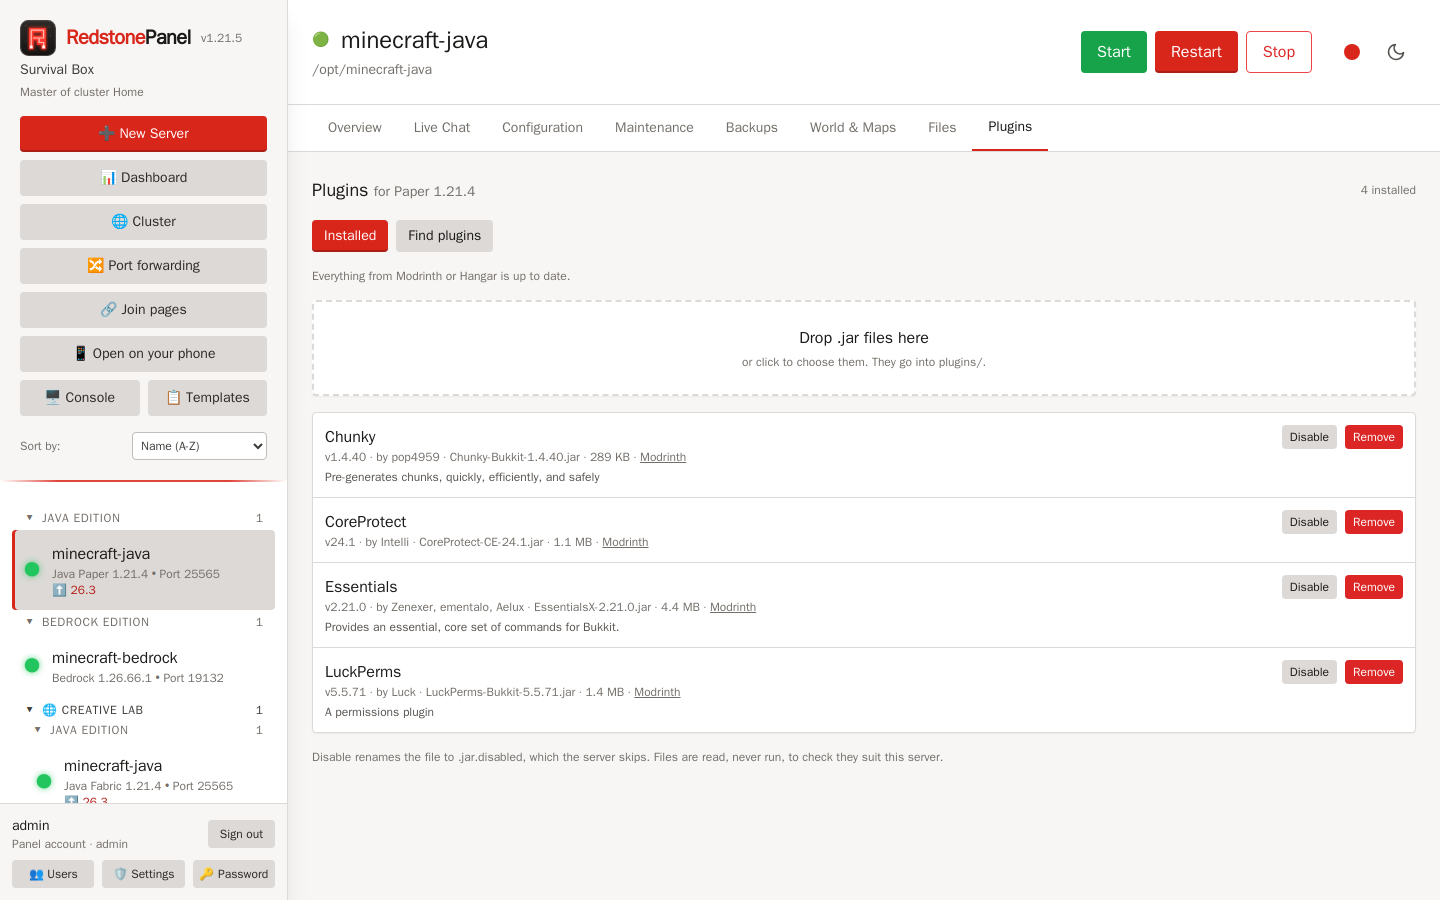 RedstonePanel v1.21.5
Survival Box
Master of cluster Home
➕ New Server
📊 Dashboard
🌐 Cluster
🔀 Port forwarding
🔗 Join pages
📱 Open on your phone
🖥️ Console
📋 Templates
Sort by:
Name (A-Z)
▼ JAVA EDITION 1
minecraft-java
Java Paper 1.21.4 • Port 25565
⬆️ 26.3
▼ BEDROCK EDITION 1
minecraft-bedrock
Bedrock 1.26.66.1 • Port 19132
▼ 🌐 CREATIVE LAB 1
▼ JAVA EDITION 1
minecraft-java
Java Fabric 1.21.4 • Port 25565
⬆️ 26.3
admin
Panel account · admin
Sign out
👥 Users
🛡️ Settings
🔑 Password
minecraft-java
/opt/minecraft-java
Start
Restart
Stop
Overview
Live Chat
Configuration
Maintenance
Backups
World & Maps
Files
Plugins
Plugins for Paper 1.21.4
4 installed
Installed
Find plugins
Everything from Modrinth or Hangar is up to date.
Drop .jar files here
or click to choose them. They go into plugins/.
Chunky
v1.4.40 · by pop4959 · Chunky-Bukkit-1.4.40.jar · 289 KB · Modrinth
Pre-generates chunks, quickly, efficiently, and safely
Disable
Remove
CoreProtect
v24.1 · by Intelli · CoreProtect-CE-24.1.jar · 1.1 MB · Modrinth
Disable
Remove
Essentials
v2.21.0 · by Zenexer, ementalo, Aelux · EssentialsX-2.21.0.jar · 4.4 MB · Modrinth
Provides an essential, core set of commands for Bukkit.
Disable
Remove
LuckPerms
v5.5.71 · by Luck · LuckPerms-Bukkit-5.5.71.jar · 1.4 MB · Modrinth
A permissions plugin
Disable
Remove
Disable renames the file to .jar.disabled, which the server skips. Files are read, never run, to check they suit this server.